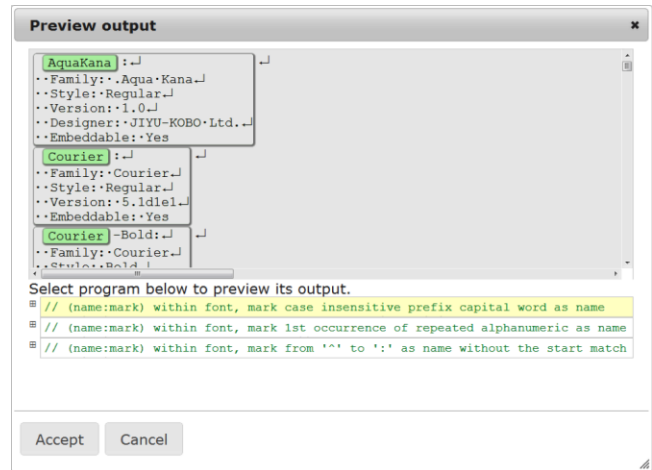 Preview output
AquaKana :↵ ↵
··Family:·.Aqua·Kana↵
··Style:·Regular↵
··Version:·1.0↵
··Designer:·JIYU-KOBO·Ltd.↵
··Embeddable:·Yes
Courier :↵ ↵
··Family:·Courier↵
··Style:·Regular↵
··Version:·5.1d1e1↵
··Embeddable:·Yes
Courier -Bold:↵ ↵
··Family:·Courier↵
··Style:·Bold
Select program below to preview its output.
// (name:mark) within font, mark case insensitive prefix capital word as name
// (name:mark) within font, mark 1st occurrence of repeated alphanumeric as name
// (name:mark) within font, mark from '^' to ':' as name without the start match
Accept Cancel